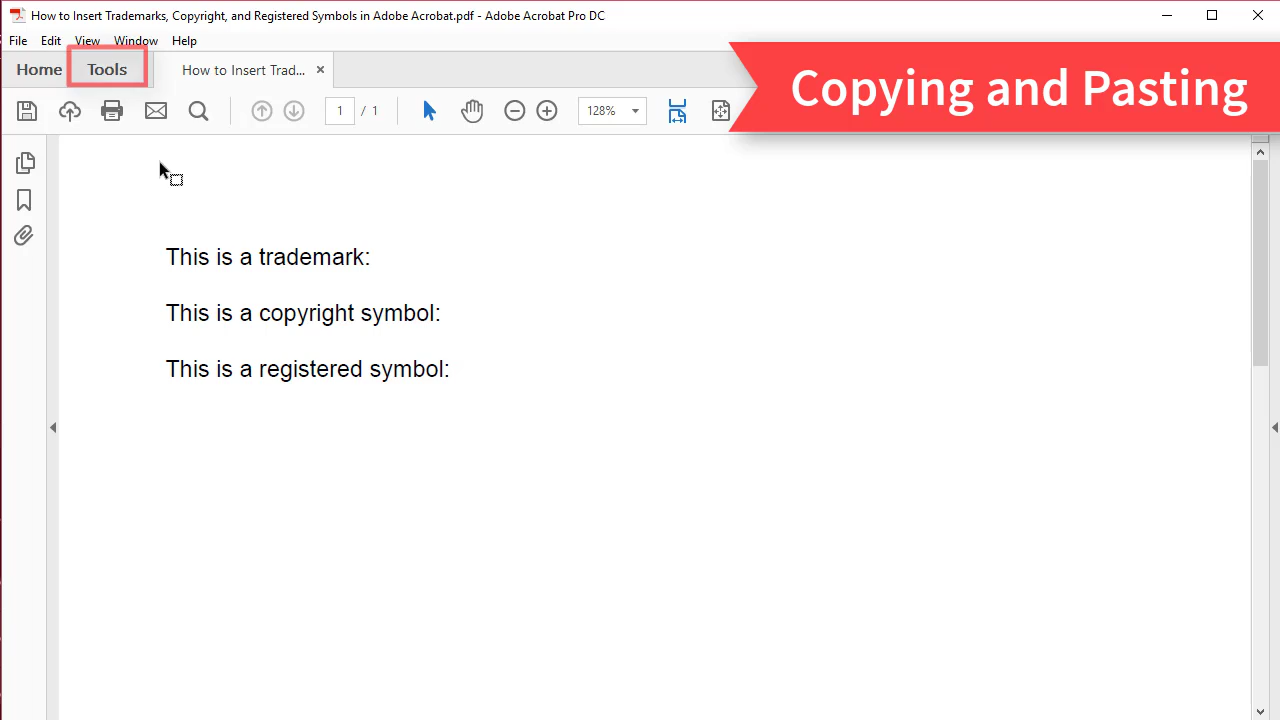 How to Insert Trademarks, Copyright, and Registered Symbols in Adobe Acrobat.pdf - Adobe Acrobat Pro DC
File Edit View Window Help
Home Tools How to Insert Trad... ×
1 / 1 128%
Copying and Pasting
This is a trademark:
This is a copyright symbol:
This is a registered symbol: